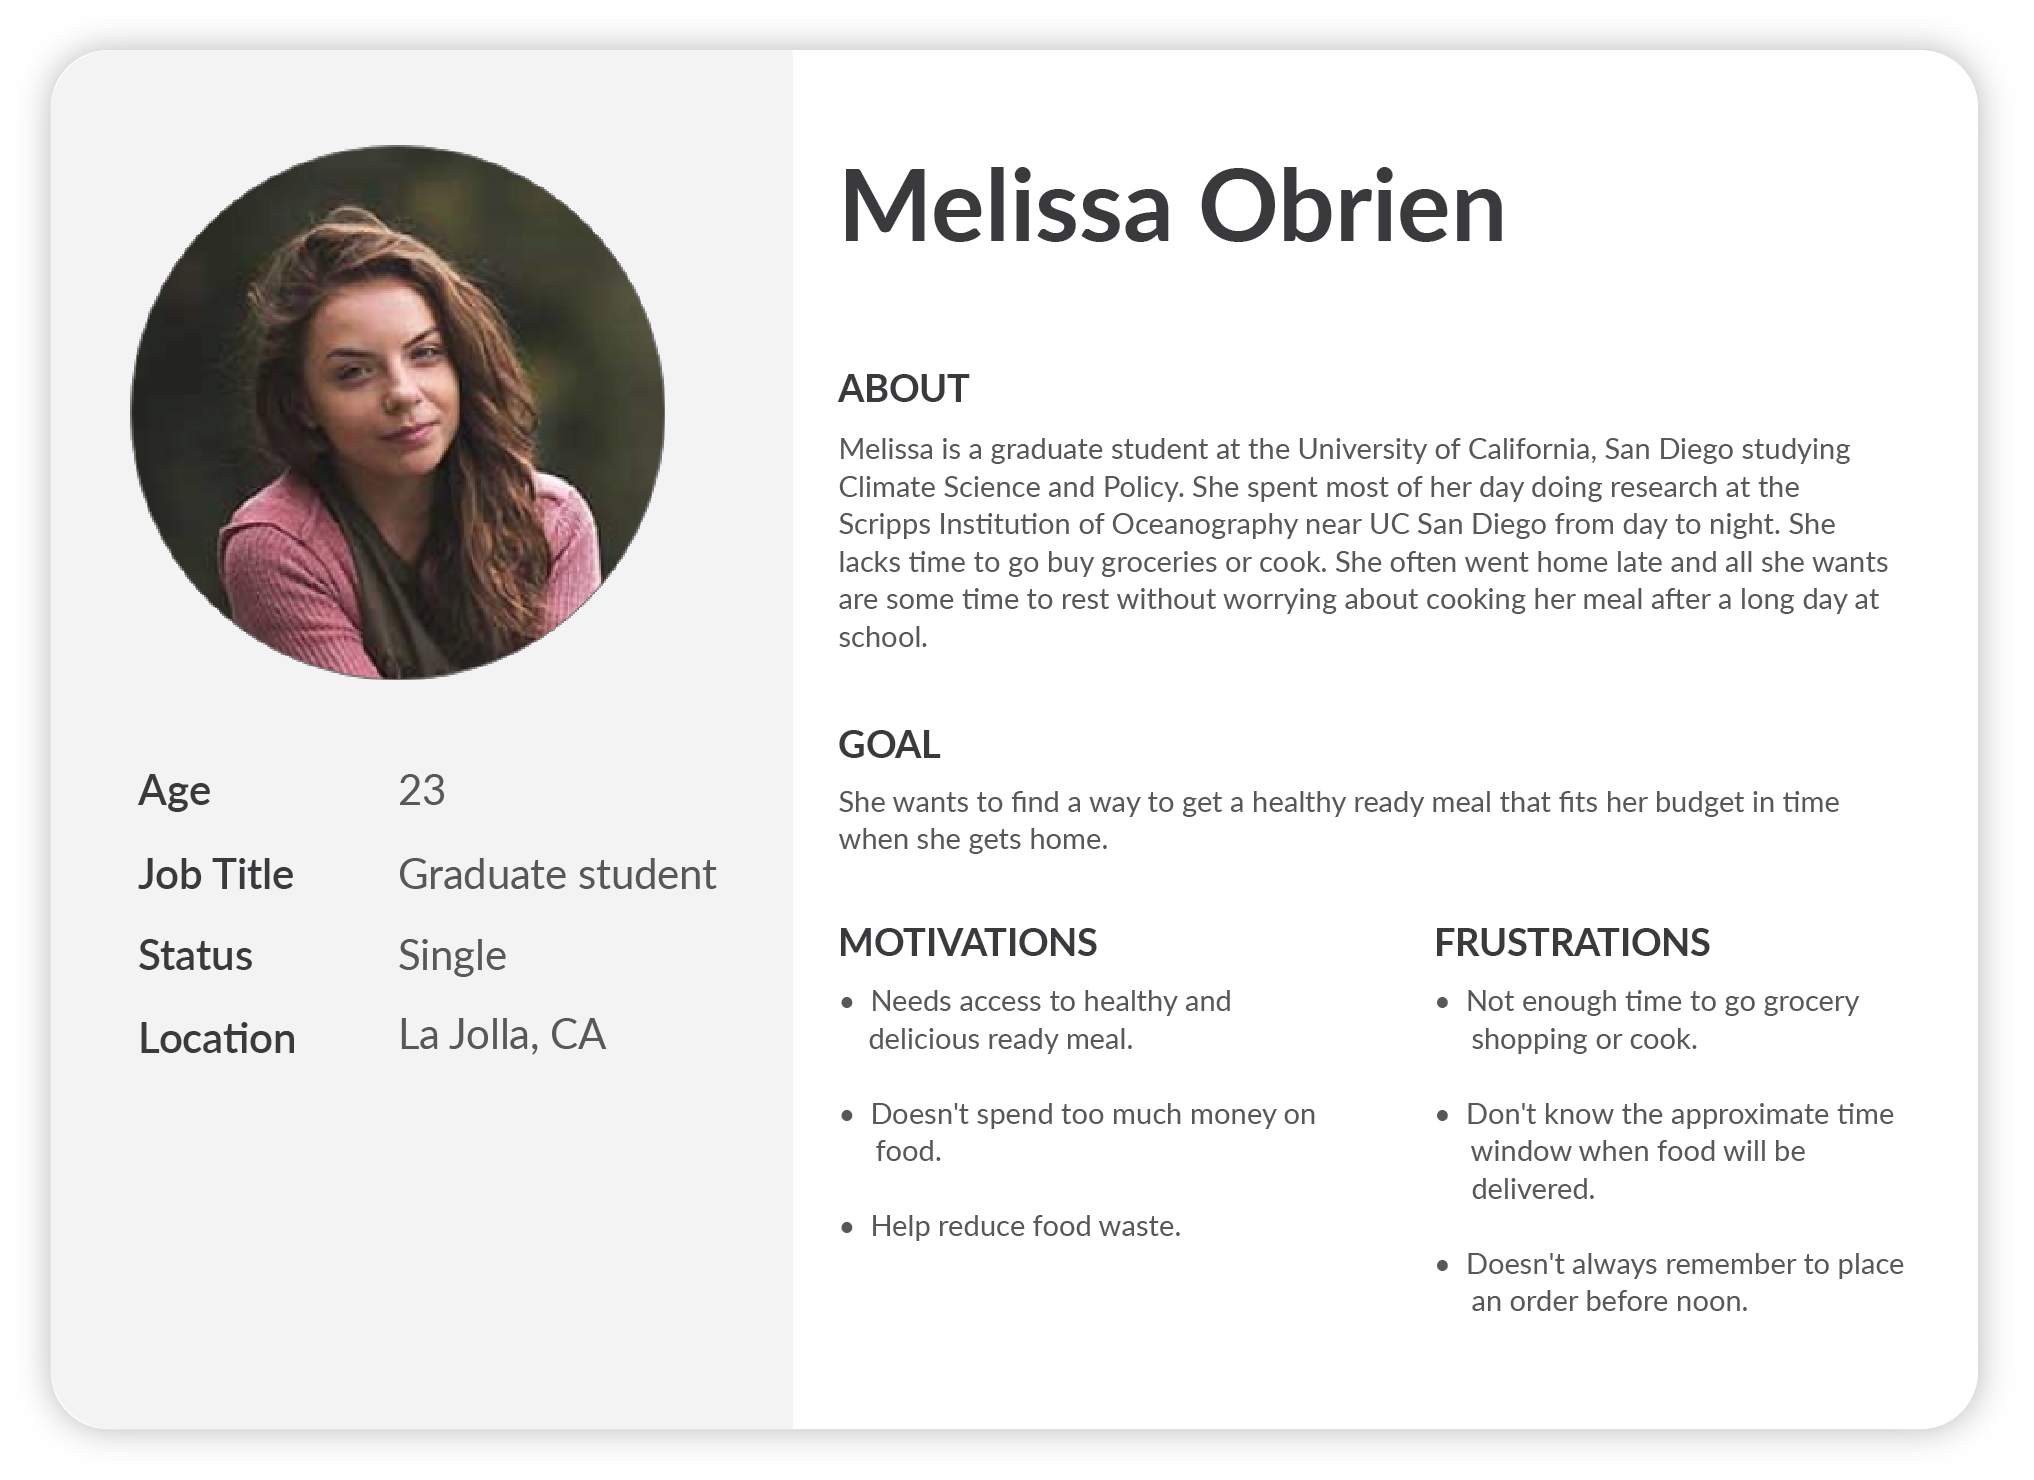 Melissa Obrien
Age 23
Job Title Graduate student
Status Single
Location La Jolla, CA
ABOUT
Melissa is a graduate student at the University of California, San Diego studying
Climate Science and Policy. She spent most of her day doing research at the
Scripps Institution of Oceanography near UC San Diego from day to night. She
lacks time to go buy groceries or cook. She often went home late and all she wants
are some time to rest without worrying about cooking her meal after a long day at
school.
GOAL
She wants to find a way to get a healthy ready meal that fits her budget in time
when she gets home.
MOTIVATIONS
• Needs access to healthy and
delicious ready meal.
• Doesn't spend too much money on
food.
• Help reduce food waste.
FRUSTRATIONS
• Not enough time to go grocery
shopping or cook.
• Don't know the approximate time
window when food will be
delivered.
• Doesn't always remember to place
an order before noon.